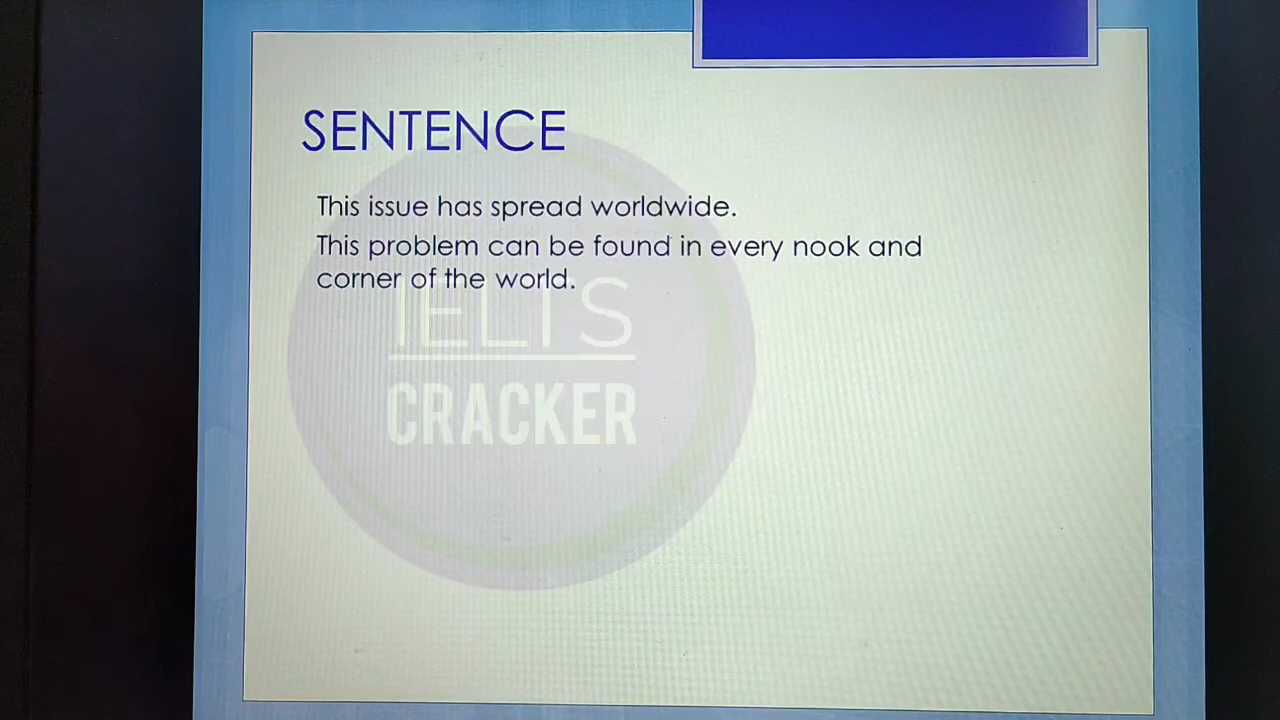 SENTENCE
This issue has spread worldwide.
This problem can be found in every nook and
corner of the world.
IELTS
CRACKER